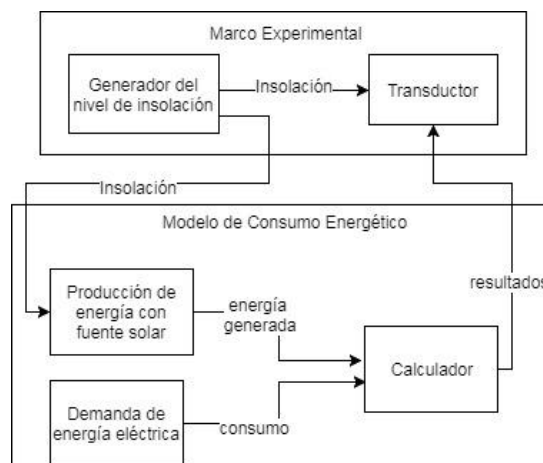 Marco Experimental
Generador del
nivel de insolación
Insolación
Transductor
Insolación
Modelo de Consumo Energético
Producción de
energía con
fuente solar
energía
generada
resultados
Calculador
Demanda de
energía eléctrica
consumo